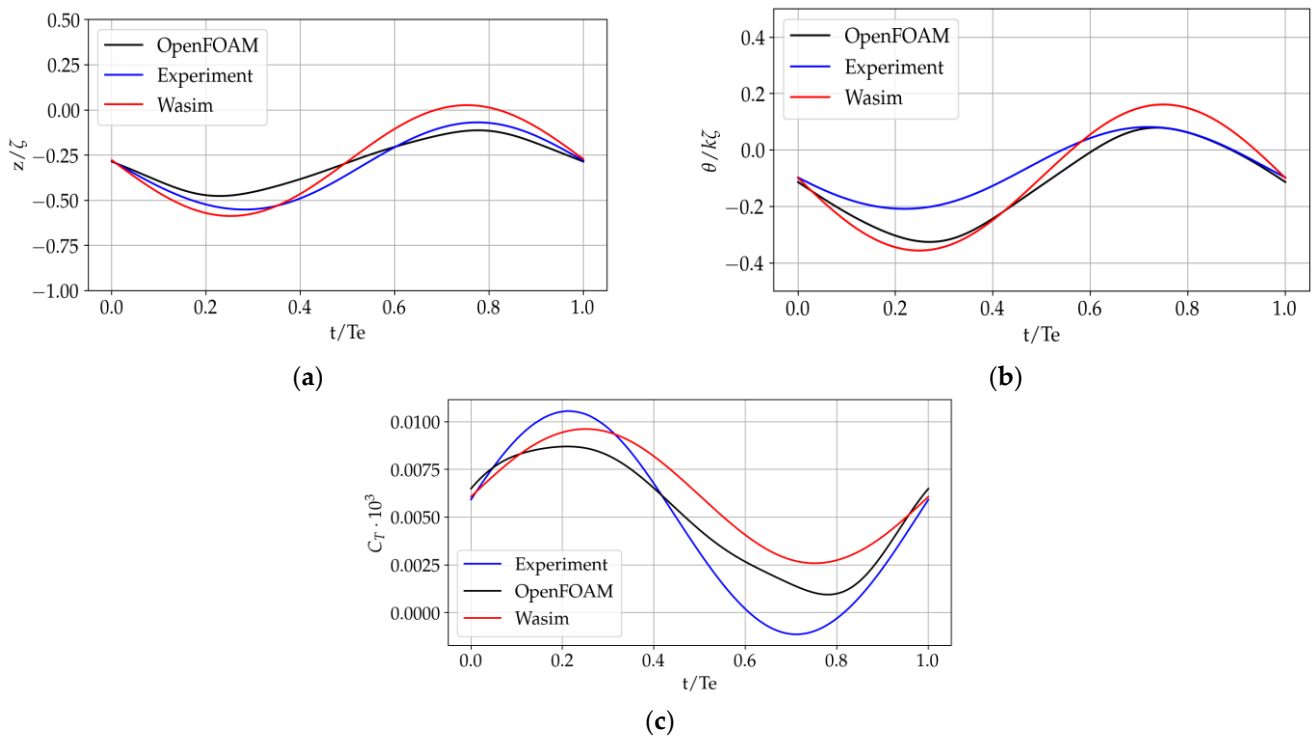 0.50
0.25
0.00
−0.25
−0.50
−0.75
−1.00
z/ζ
OpenFOAM
Experiment
Wasim
0.0 0.2 0.4 0.6 0.8 1.0
t/Te
(a)
0.4
0.2
0.0
−0.2
−0.4
θ/kζ
OpenFOAM
Experiment
Wasim
0.0 0.2 0.4 0.6 0.8 1.0
t/Te
(b)
0.0100
0.0075
0.0050
0.0025
0.0000
C_T · 10³
Experiment
OpenFOAM
Wasim
0.0 0.2 0.4 0.6 0.8 1.0
t/Te
(c)